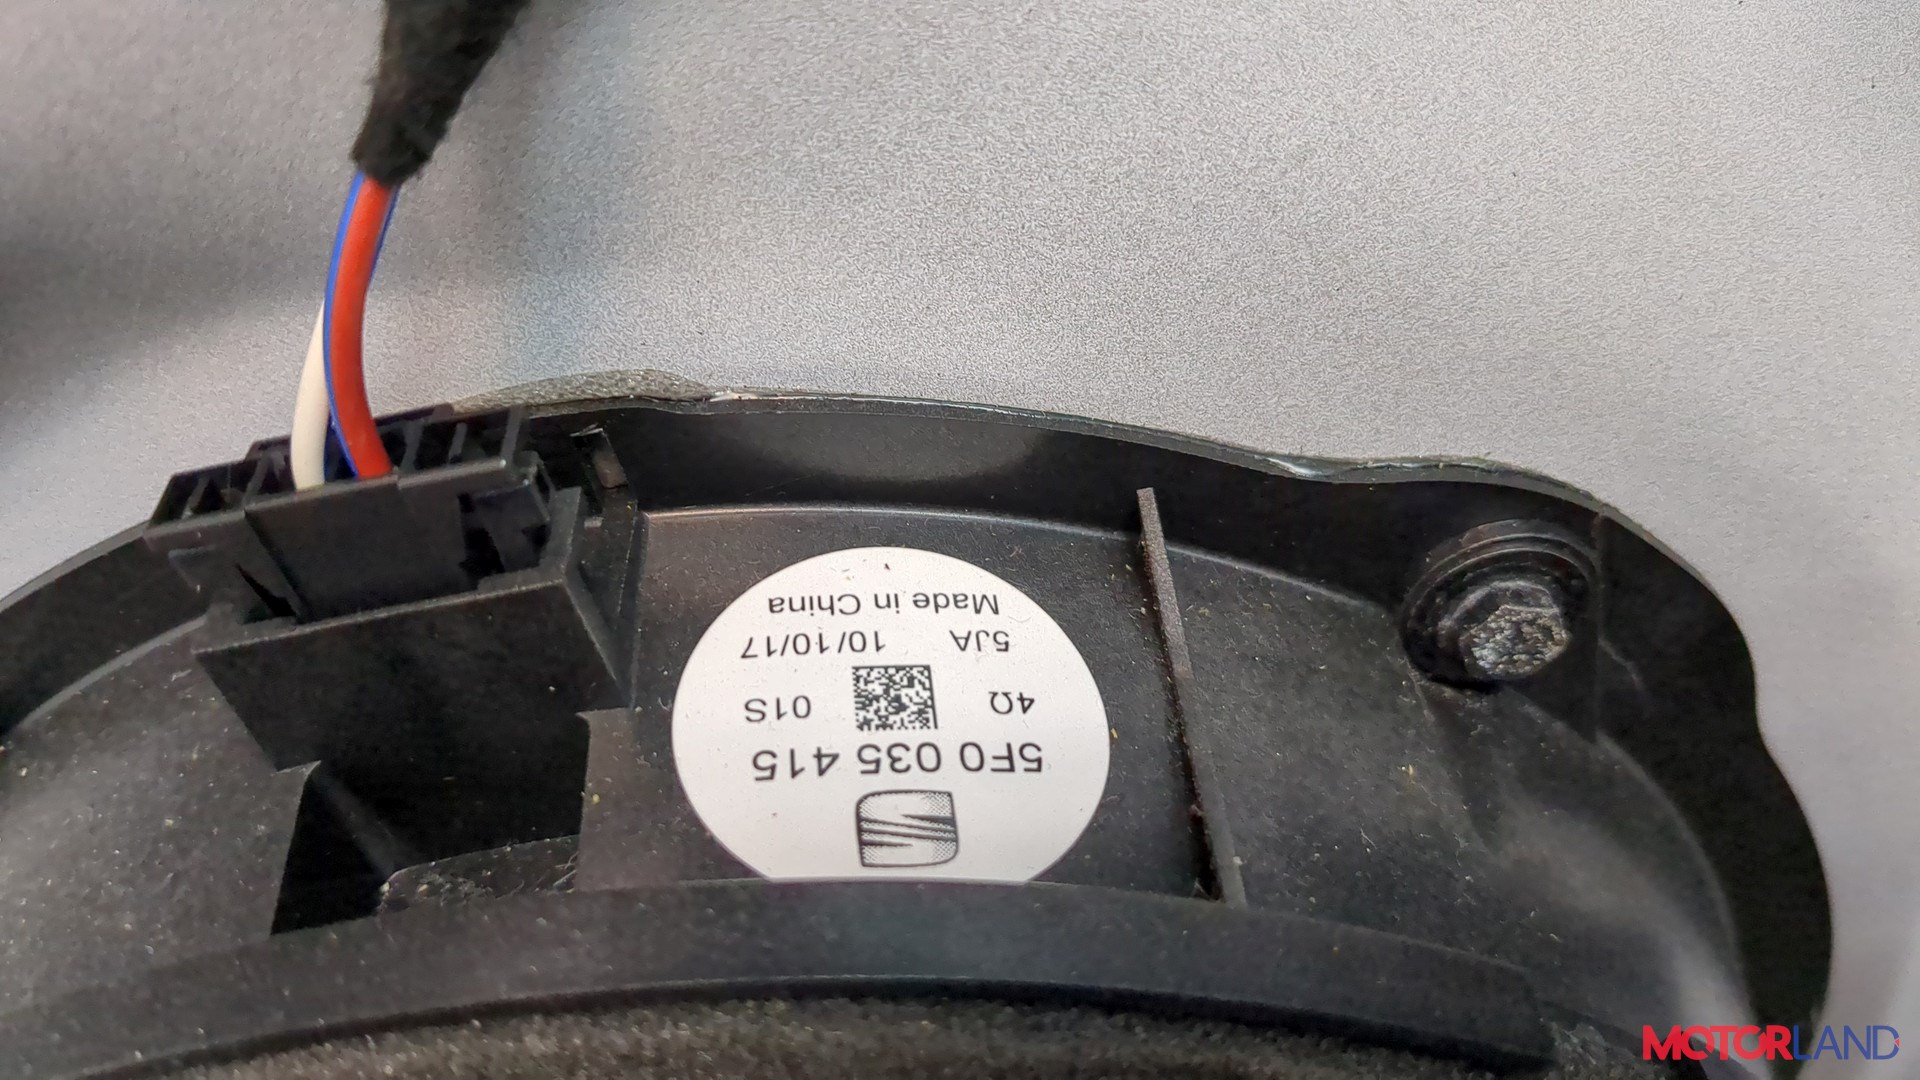 5F0 035 415
4Ω 01S
5JA 10/10/17
Made in China
MOTORLAND